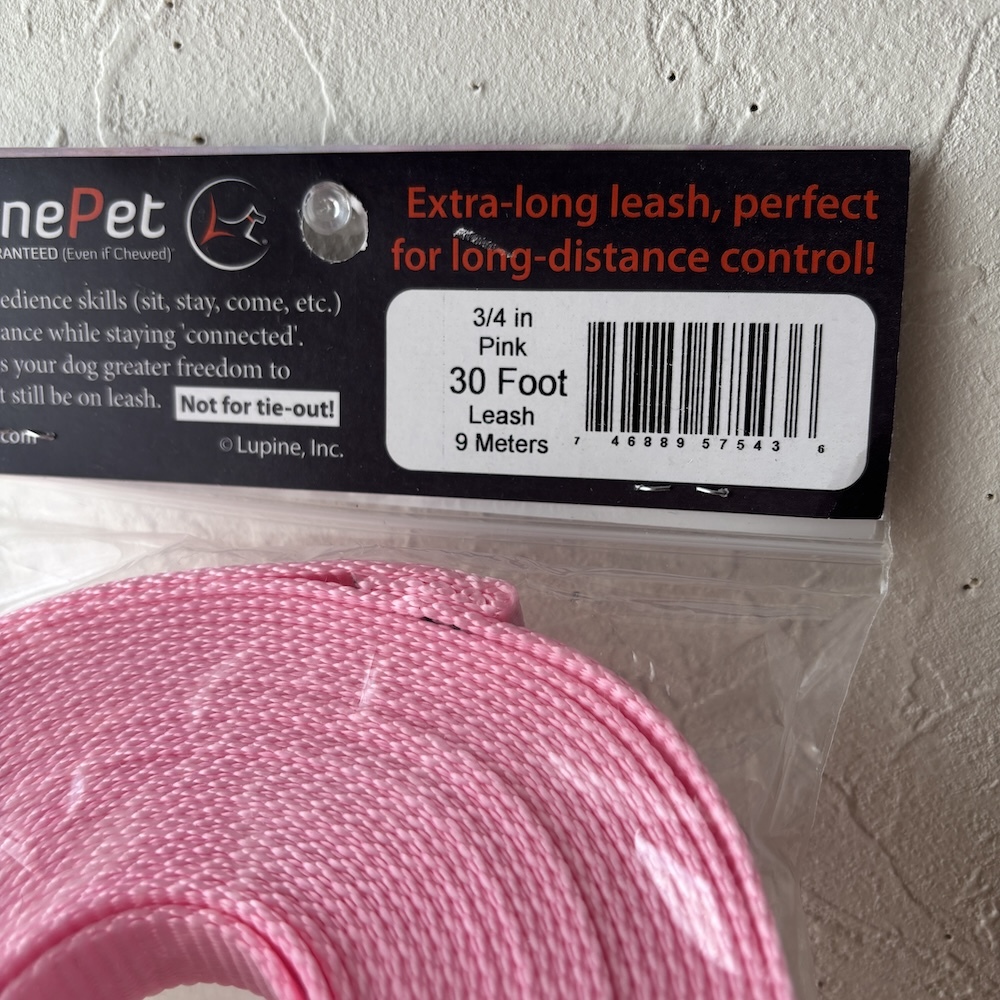 nePet
RANTEED (Even if Chewed)
edience skills (sit, stay, come, etc.)
ance while staying 'connected'.
s your dog greater freedom to
t still be on leash.
Not for tie-out!
.com
© Lupine, Inc.
Extra-long leash, perfect
for long-distance control!
3/4 in
Pink
30 Foot
Leash
9 Meters
7 46889 57543 6